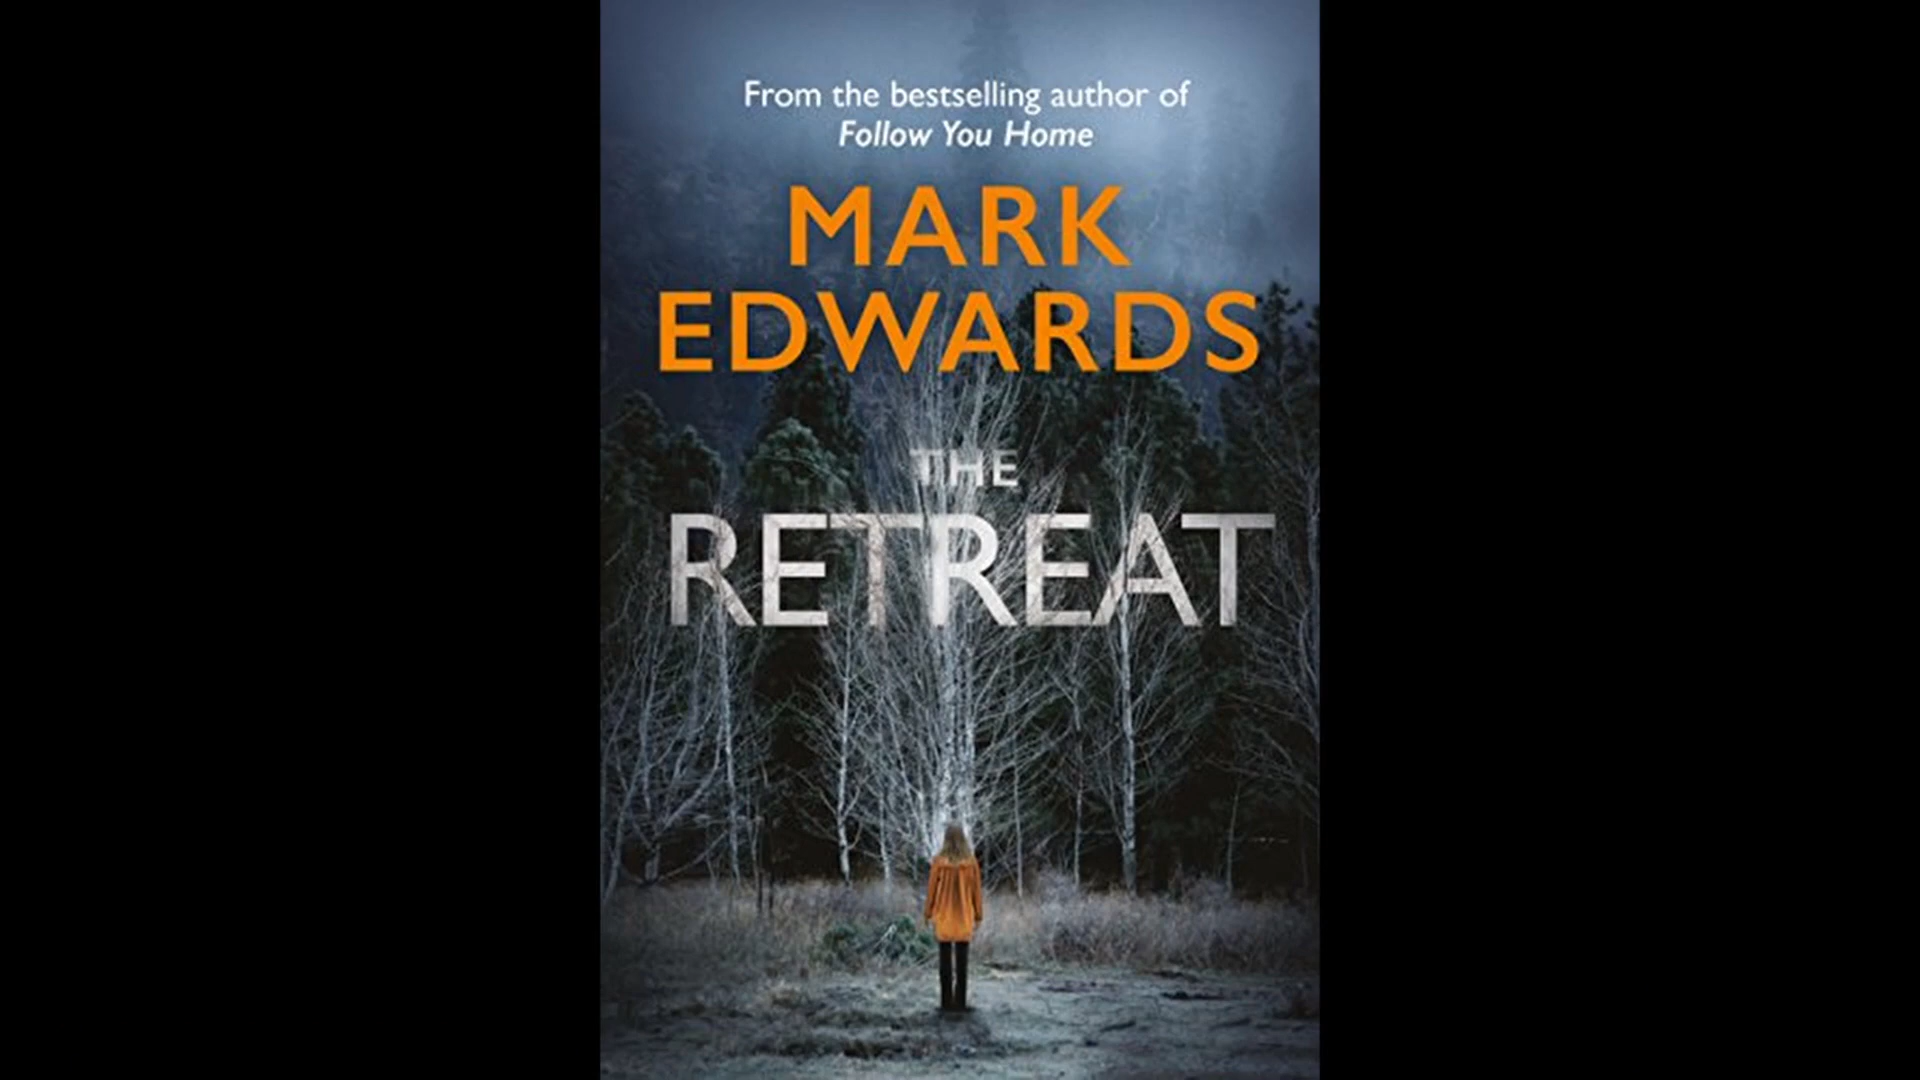 From the bestselling author of
Follow You Home
MARK
EDWARDS
THE
RETREAT